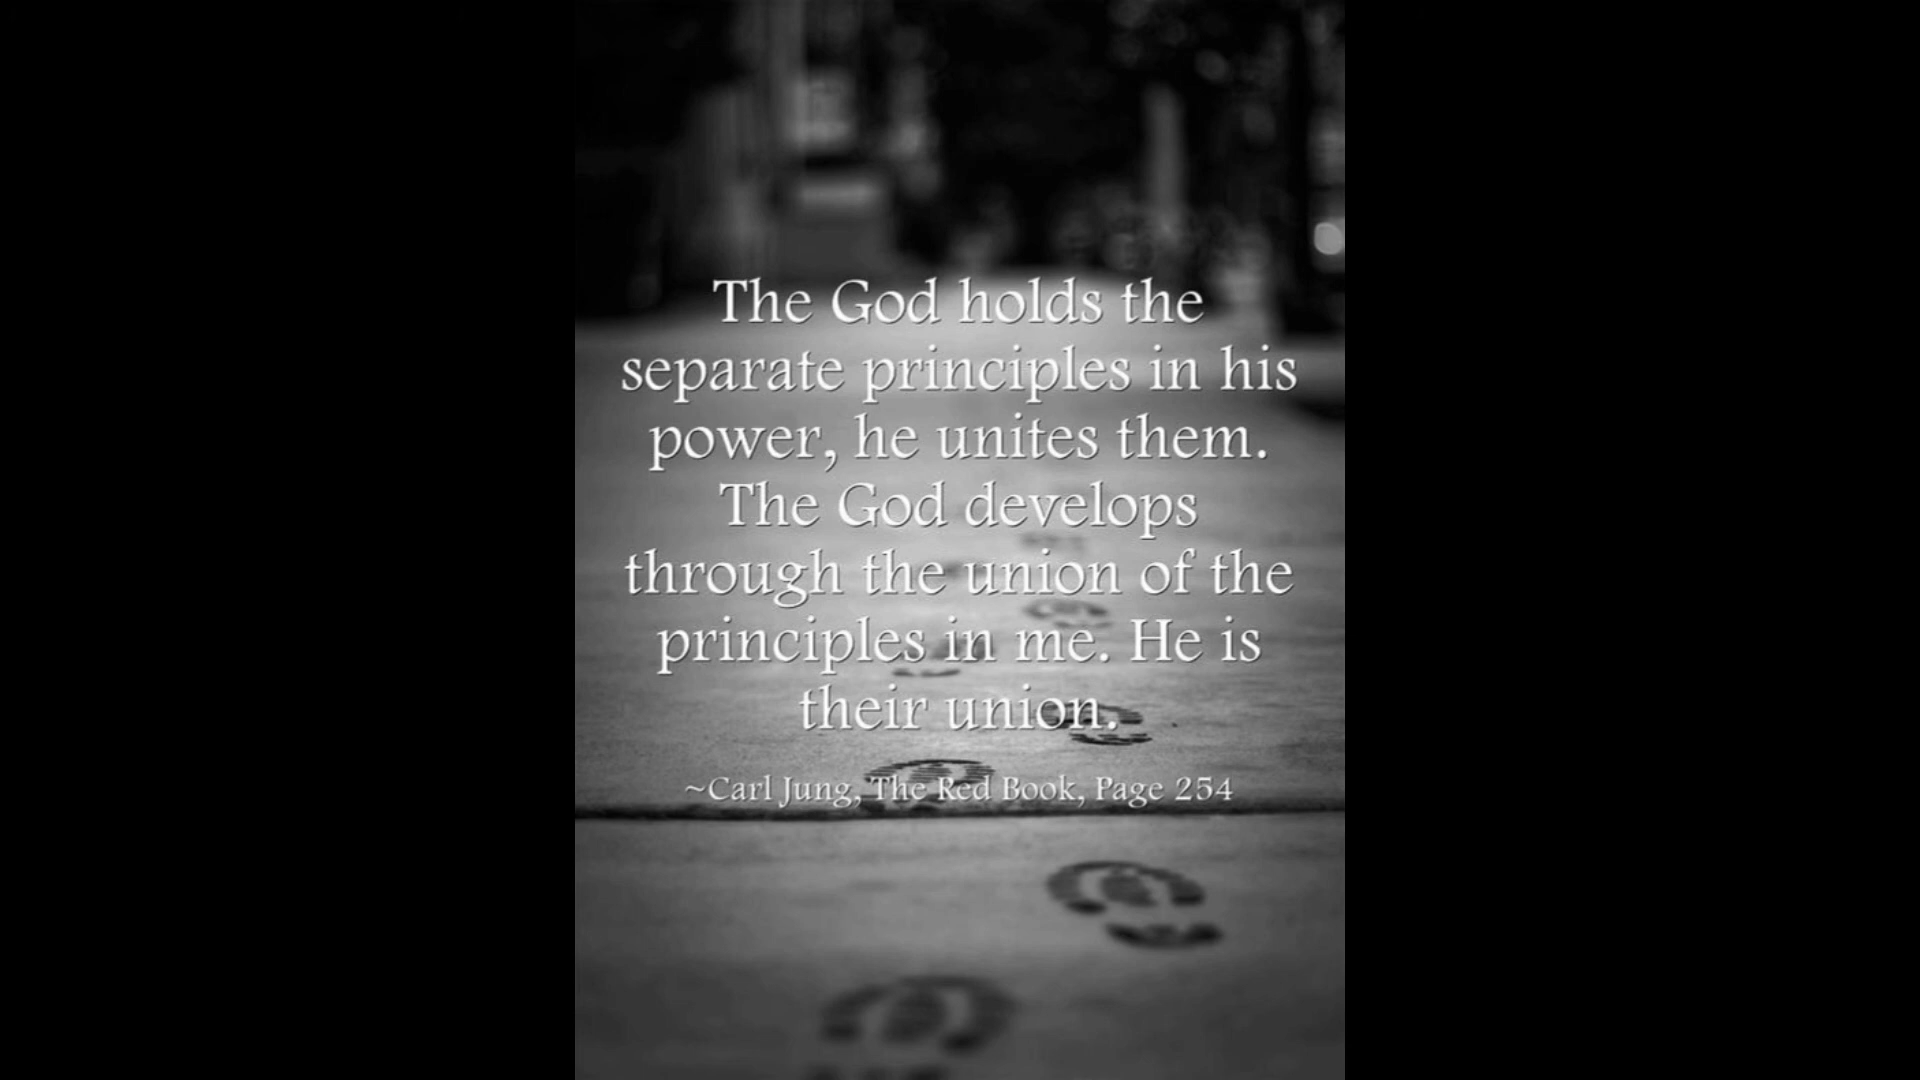 The God holds the
separate principles in his
power, he unites them.
The God develops
through the union of the
principles in me. He is
their union.
~Carl Jung, The Red Book, Page 254